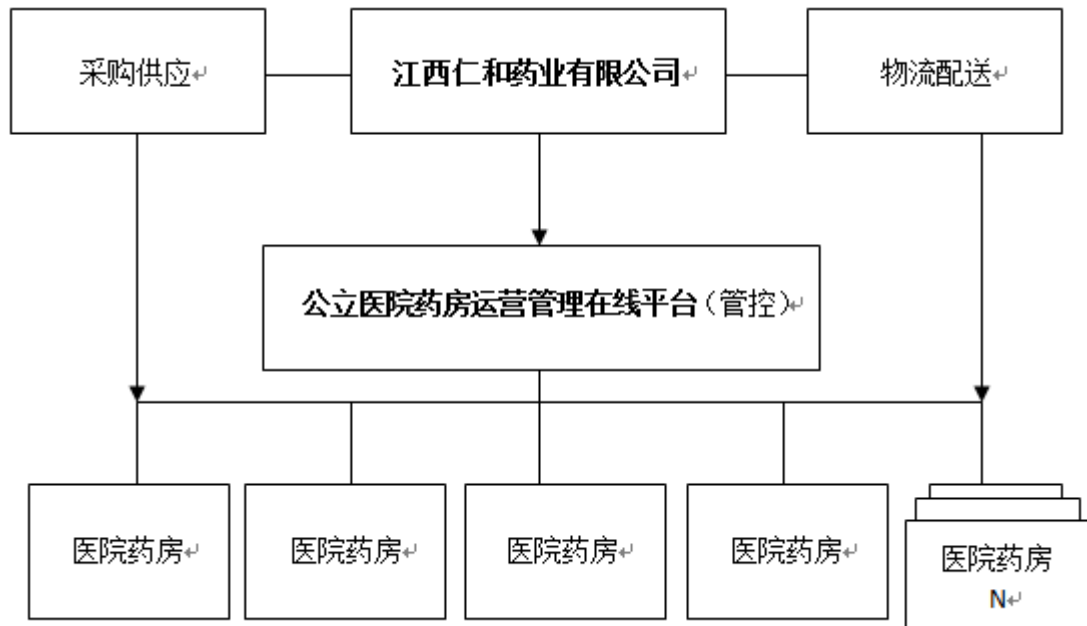 采购供应
江西仁和药业有限公司
物流配送
公立医院药房运营管理在线平台（管控）
医院药房
医院药房
医院药房
医院药房
医院药房
N